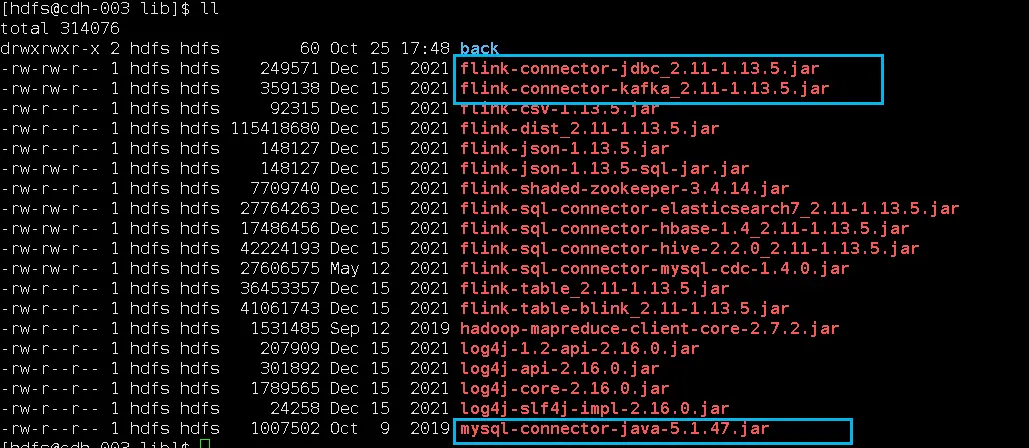 [hdfs@cdh-003 lib]$ ll
total 314076
drwxrwxr-x 2 hdfs hdfs 60 Oct 25 17:48 back
-rw-rw-r-- 1 hdfs hdfs 249571 Dec 15 2021 flink-connector-jdbc_2.11-1.13.5.jar
-rw-rw-r-- 1 hdfs hdfs 359138 Dec 15 2021 flink-connector-kafka_2.11-1.13.5.jar
-rw-r--r-- 1 hdfs hdfs 92315 Dec 15 2021 flink-csv-1.13.5.jar
-rw-r--r-- 1 hdfs hdfs 115418680 Dec 15 2021 flink-dist_2.11-1.13.5.jar
-rw-r--r-- 1 hdfs hdfs 148127 Dec 15 2021 flink-json-1.13.5.jar
-rw-rw-r-- 1 hdfs hdfs 148127 Dec 15 2021 flink-json-1.13.5-sql-jar.jar
-rw-r--r-- 1 hdfs hdfs 7709740 Dec 15 2021 flink-shaded-zookeeper-3.4.14.jar
-rw-rw-r-- 1 hdfs hdfs 27764263 Dec 15 2021 flink-sql-connector-elasticsearch7_2.11-1.13.5.jar
-rw-rw-r-- 1 hdfs hdfs 17486456 Dec 15 2021 flink-sql-connector-hbase-1.4_2.11-1.13.5.jar
-rw-rw-r-- 1 hdfs hdfs 42224193 Dec 15 2021 flink-sql-connector-hive-2.2.0_2.11-1.13.5.jar
-rw-rw-r-- 1 hdfs hdfs 27606575 May 12 2021 flink-sql-connector-mysql-cdc-1.4.0.jar
-rw-r--r-- 1 hdfs hdfs 36453357 Dec 15 2021 flink-table_2.11-1.13.5.jar
-rw-r--r-- 1 hdfs hdfs 41061743 Dec 15 2021 flink-table-blink_2.11-1.13.5.jar
-rw-rw-r-- 1 hdfs hdfs 1531485 Sep 12 2019 hadoop-mapreduce-client-core-2.7.2.jar
-rw-r--r-- 1 hdfs hdfs 207909 Dec 15 2021 log4j-1.2-api-2.16.0.jar
-rw-r--r-- 1 hdfs hdfs 301892 Dec 15 2021 log4j-api-2.16.0.jar
-rw-r--r-- 1 hdfs hdfs 1789565 Dec 15 2021 log4j-core-2.16.0.jar
-rw-r--r-- 1 hdfs hdfs 24258 Dec 15 2021 log4j-slf4j-impl-2.16.0.jar
-rw-r--r-- 1 hdfs hdfs 1007502 Oct 9 2019 mysql-connector-java-5.1.47.jar
[hdfs@cdh-003 lib]$